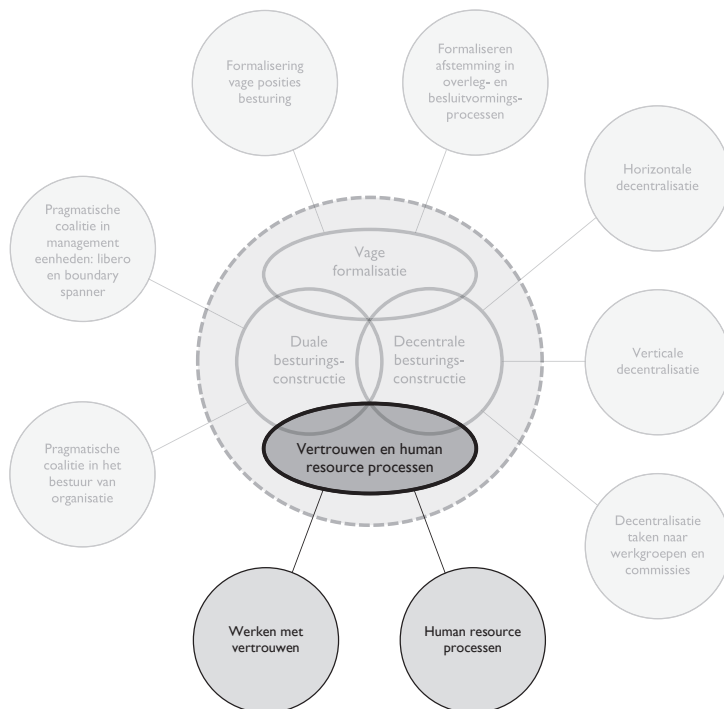 Formalisering
vage posities
besturing
Formaliseren
afstemming in
overleg- en
besluitvormings-
processen
Horizontale
decentralisatie
Pragmatische
coalitie in
management
eenheden: libero
en boundary
spanner
Vage
formalisatie
Duale
besturings-
constructie
Decentrale
besturings-
constructie
Verticale
decentralisatie
Pragmatische
coalitie in het
bestuur van
organisatie
Vertrouwen en human
resource processen
Decentralisatie
taken naar
werkgroepen en
commissies
Werken met
vertrouwen
Human resource
processen